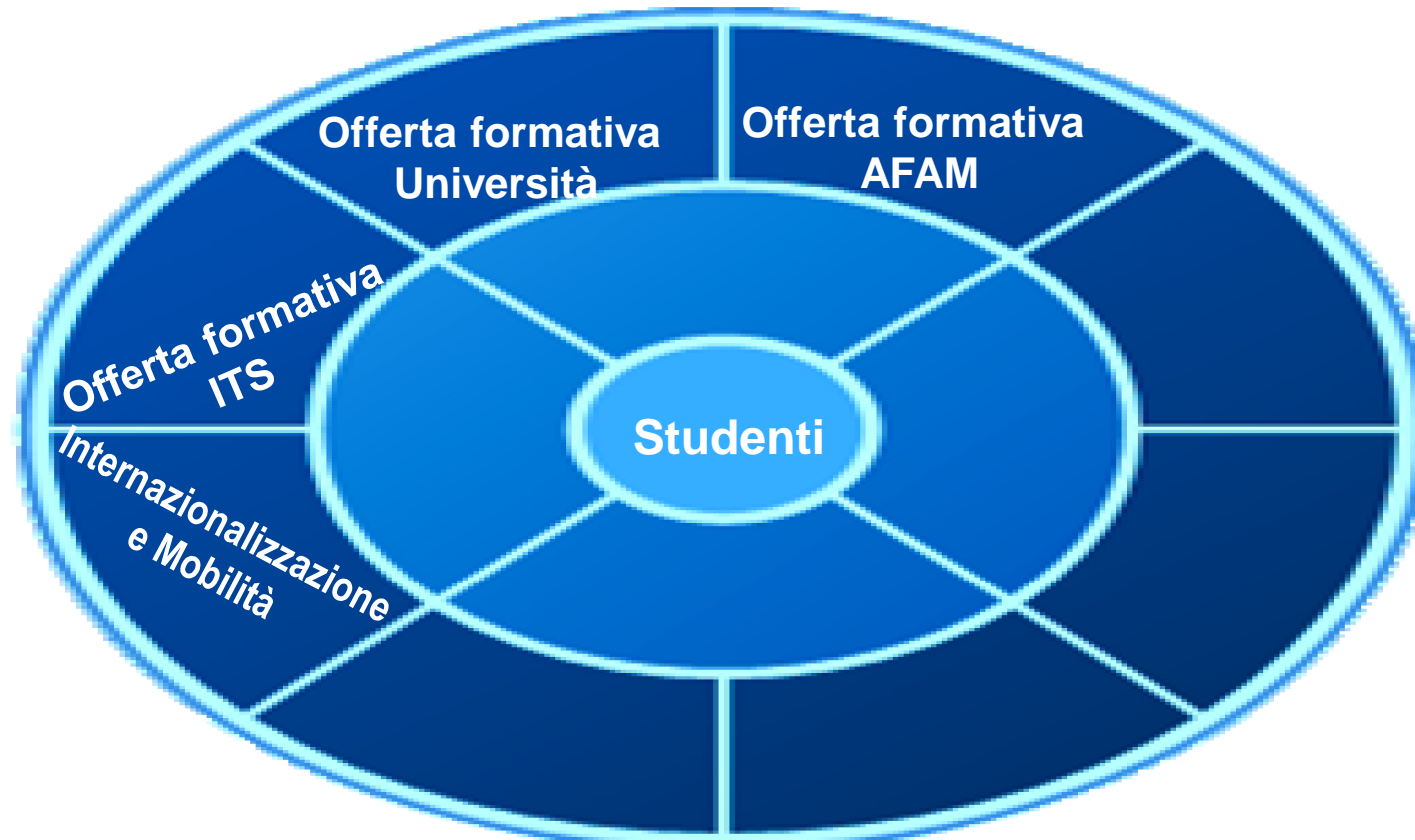 Offerta formativa
Università
Offerta formativa
AFAM
Offerta formativa
ITS
Internazionalizzazione
e Mobilità
Studenti